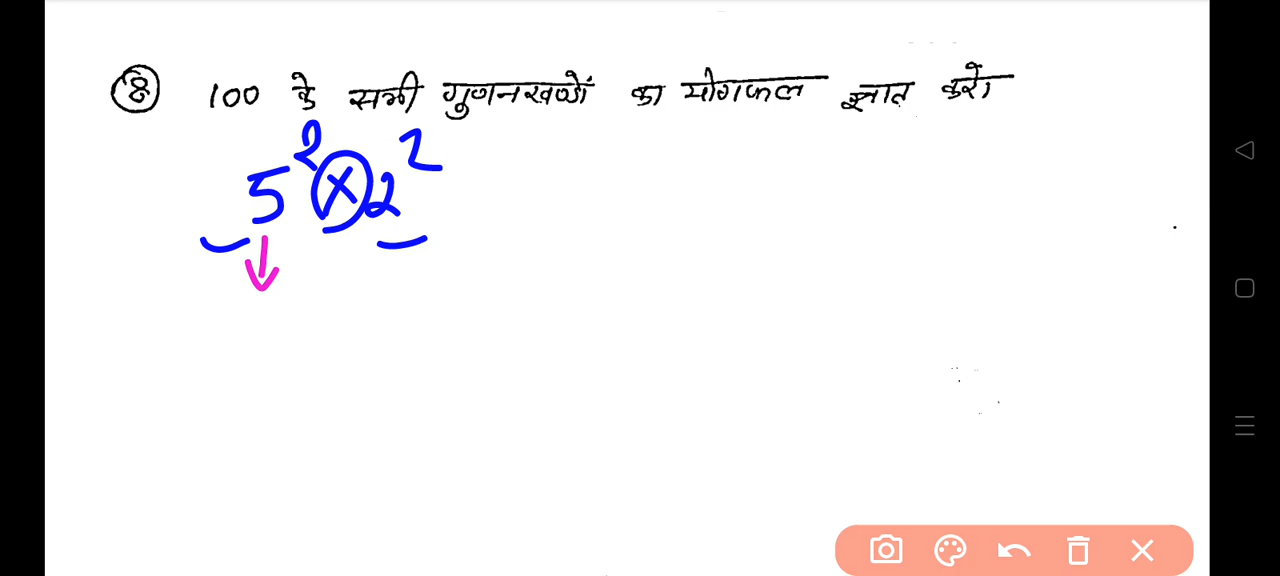 ⑧ 100 के सभी गुणनखण्डों का योगफल ज्ञात करो
5² × 2²